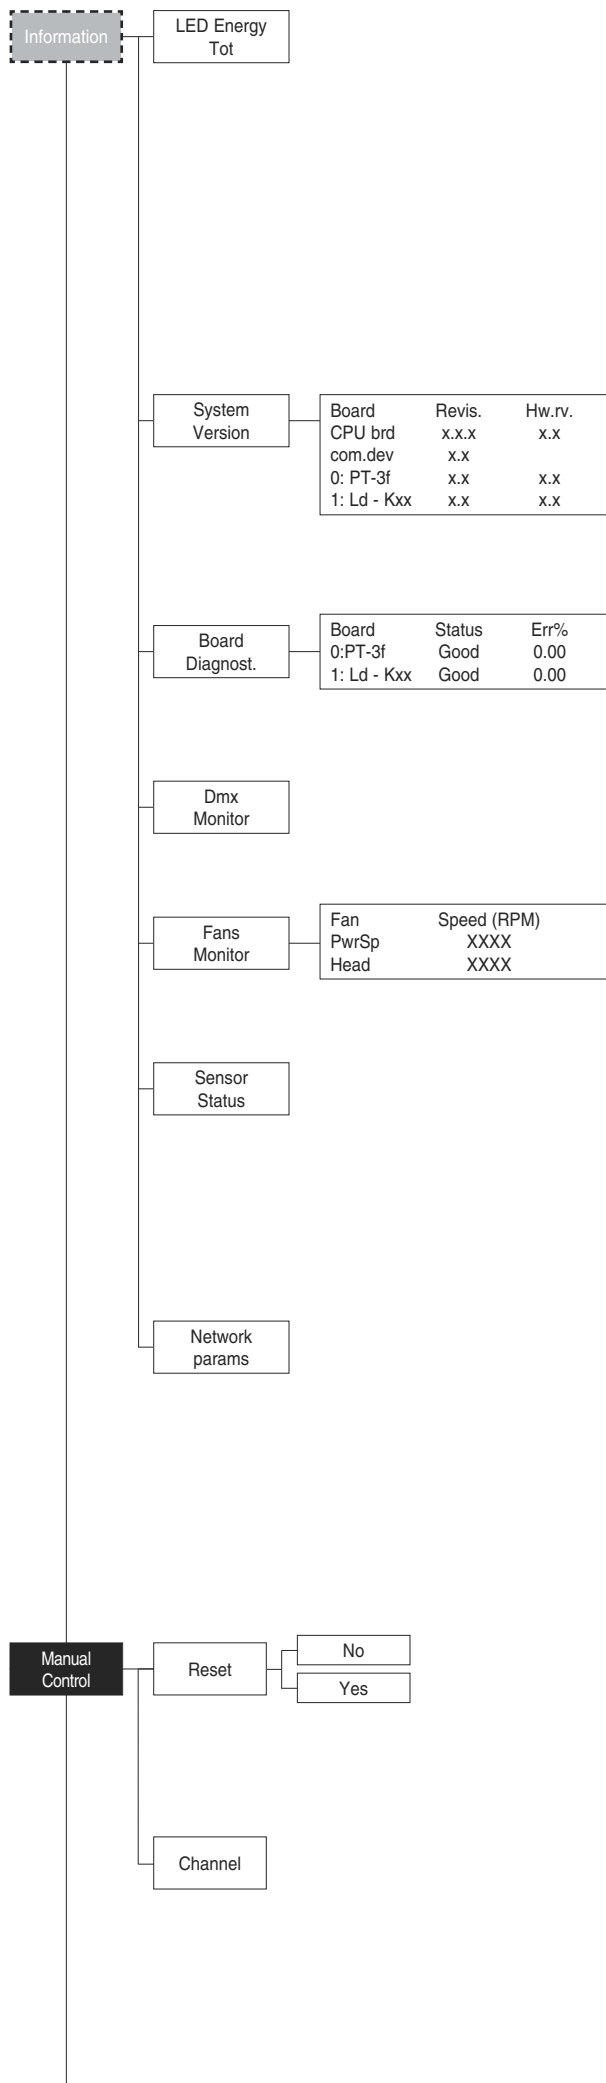 Information
LED Energy
Tot
System
Version
Board Revis. Hw.rv.
CPU brd x.x.x x.x
com.dev x.x
0: PT-3f x.x x.x
1: Ld - Kxx x.x x.x
Board
Diagnost.
Board Status Err%
0:PT-3f Good 0.00
1: Ld - Kxx Good 0.00
Dmx
Monitor
Fans
Monitor
Fan Speed (RPM)
PwrSp XXXX
Head XXXX
Sensor
Status
Network
params
Manual
Control
Reset
No
Yes
Channel